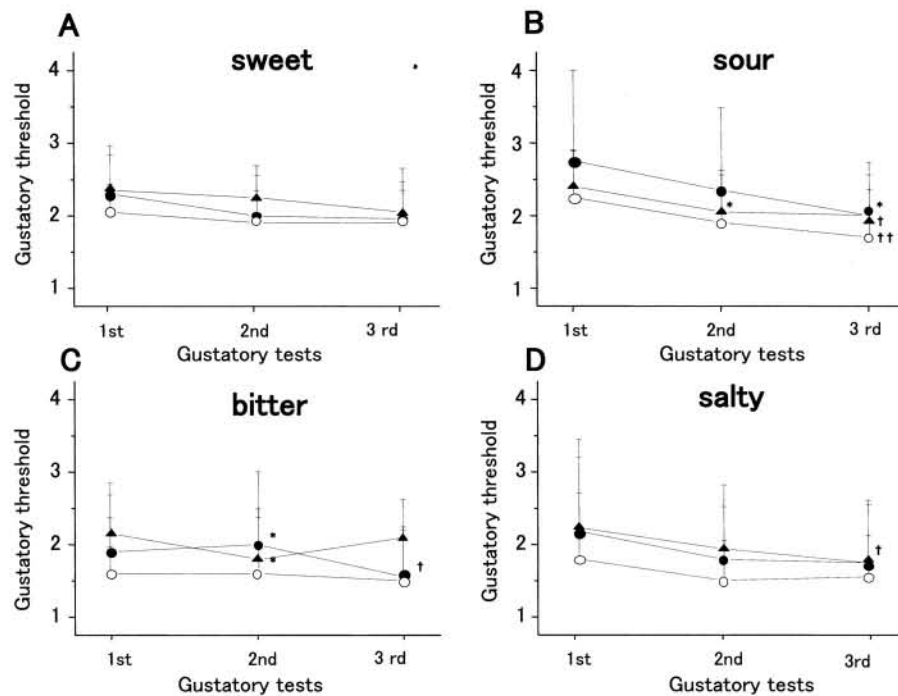 A
sweet
Gustatory threshold
4
*
3
2
1
1st 2nd 3 rd
Gustatory tests
B
sour
Gustatory threshold
4
3
2
1
*
*
†
††
1st 2nd 3 rd
Gustatory tests
C
bitter
Gustatory threshold
4
3
2
1
*
*
†
1st 2nd 3 rd
Gustatory tests
D
salty
Gustatory threshold
4
3
2
1
†
1st 2nd 3rd
Gustatory tests